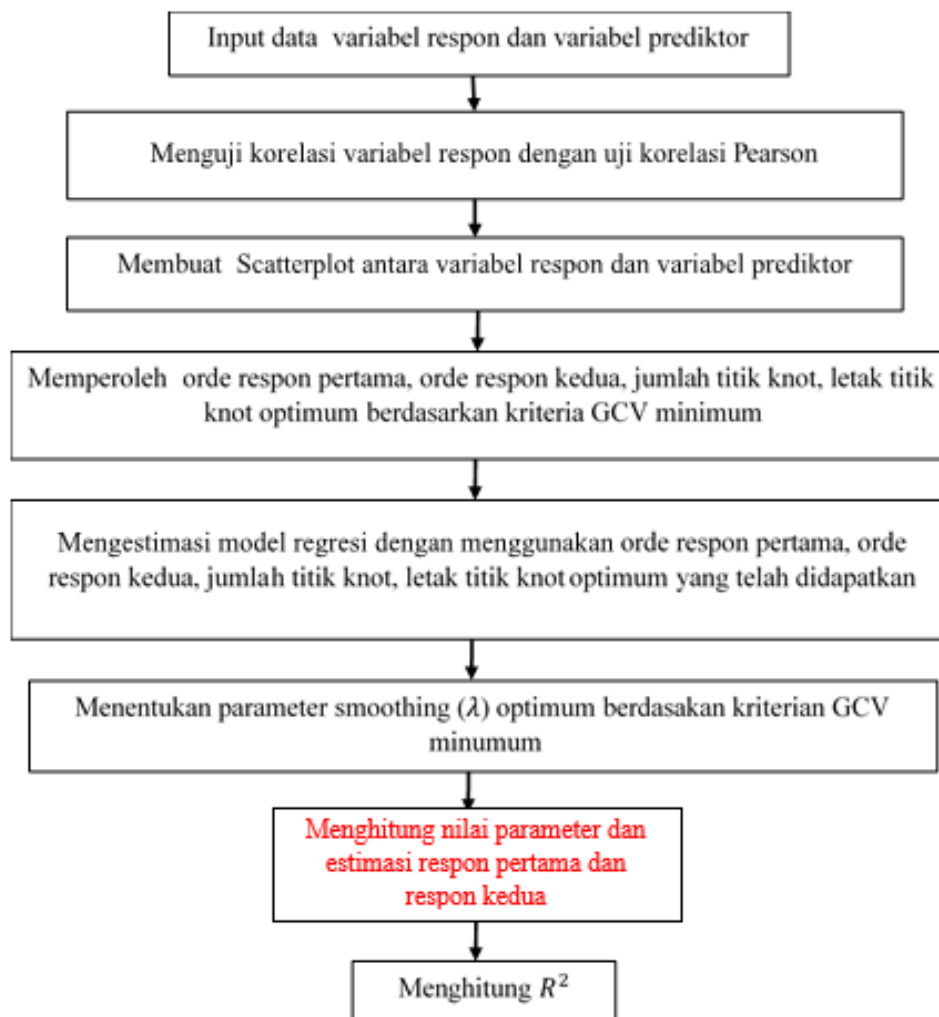 Input data variabel respon dan variabel prediktor
Menguji korelasi variabel respon dengan uji korelasi Pearson
Membuat Scatterplot antara variabel respon dan variabel prediktor
Memperoleh orde respon pertama, orde respon kedua, jumlah titik knot, letak titik
knot optimum berdasarkan kriteria GCV minimum
Mengestimasi model regresi dengan menggunakan orde respon pertama, orde
respon kedua, jumlah titik knot, letak titik knot optimum yang telah didapatkan
Menentukan parameter smoothing (λ) optimum berdasakan kriterian GCV
minumum
Menghitung nilai parameter dan
estimasi respon pertama dan
respon kedua
Menghitung R²